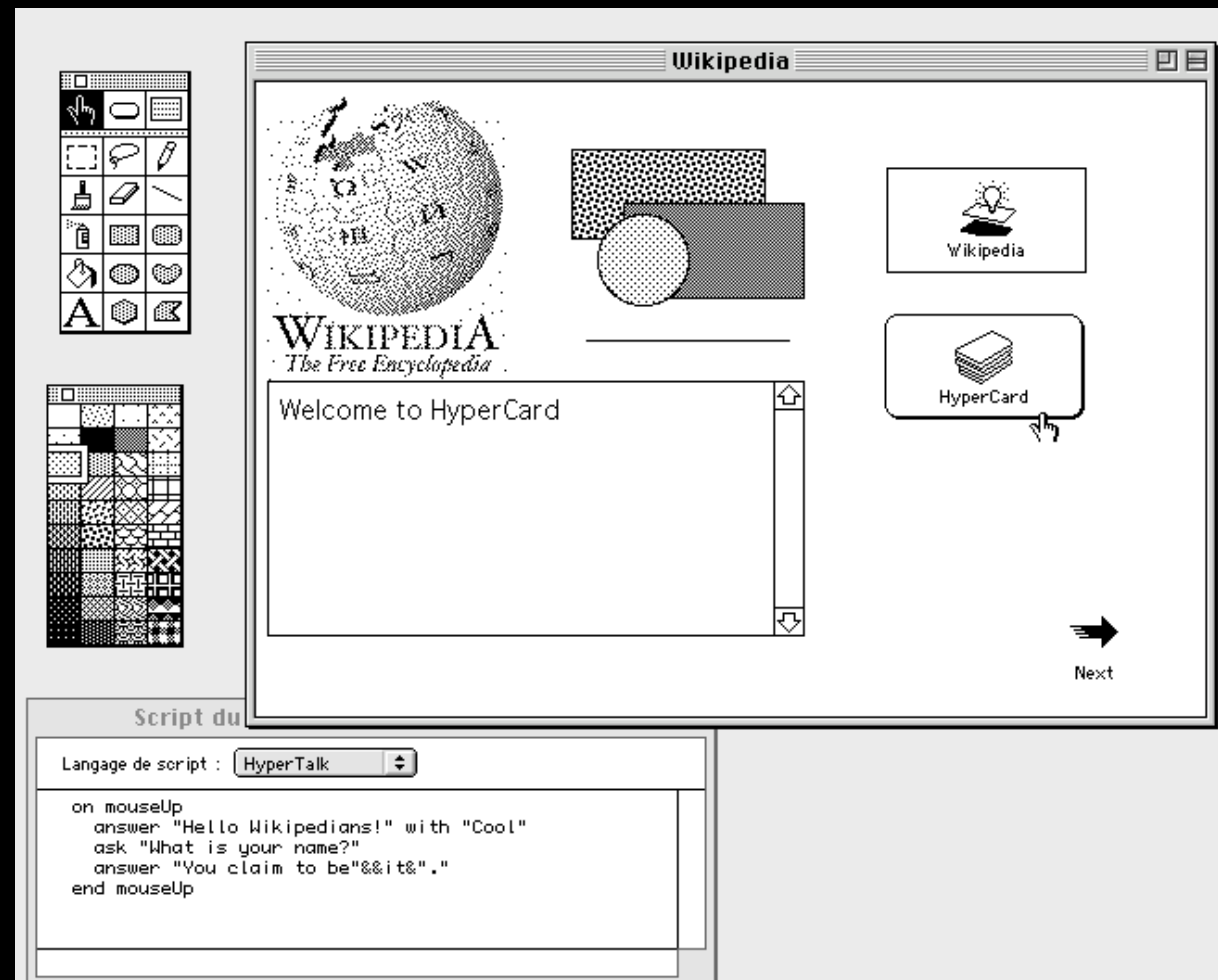 Wikipedia
WIKIPEDIA
The Free Encyclopedia
Wikipedia
HyperCard
Welcome to HyperCard
Next
Script du
Langage de script : HyperTalk
on mouseUp
answer "Hello Wikipedians!" with "Cool"
ask "What is your name?"
answer "You claim to be"&&it&"."
end mouseUp
A